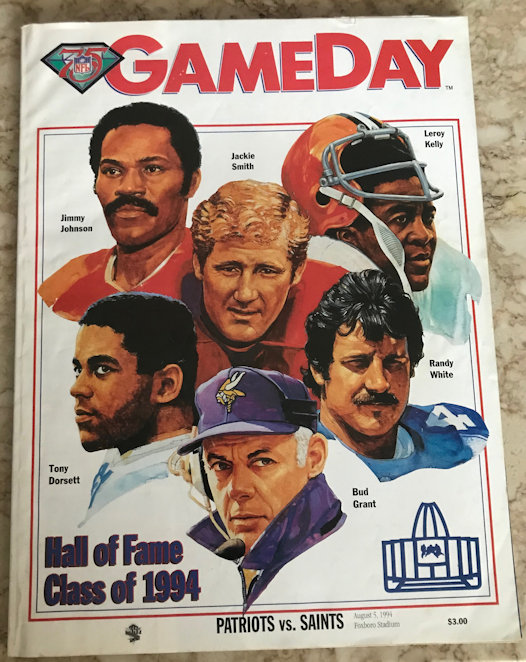 75
NFL
GAMEDAY™
Leroy
Kelly
Jackie
Smith
Jimmy
Johnson
Randy
White
Tony
Dorsett
Bud
Grant
Hall of Fame
Class of 1994
PATRIOTS vs. SAINTS
August 5, 1994
Foxboro Stadium
$3.00